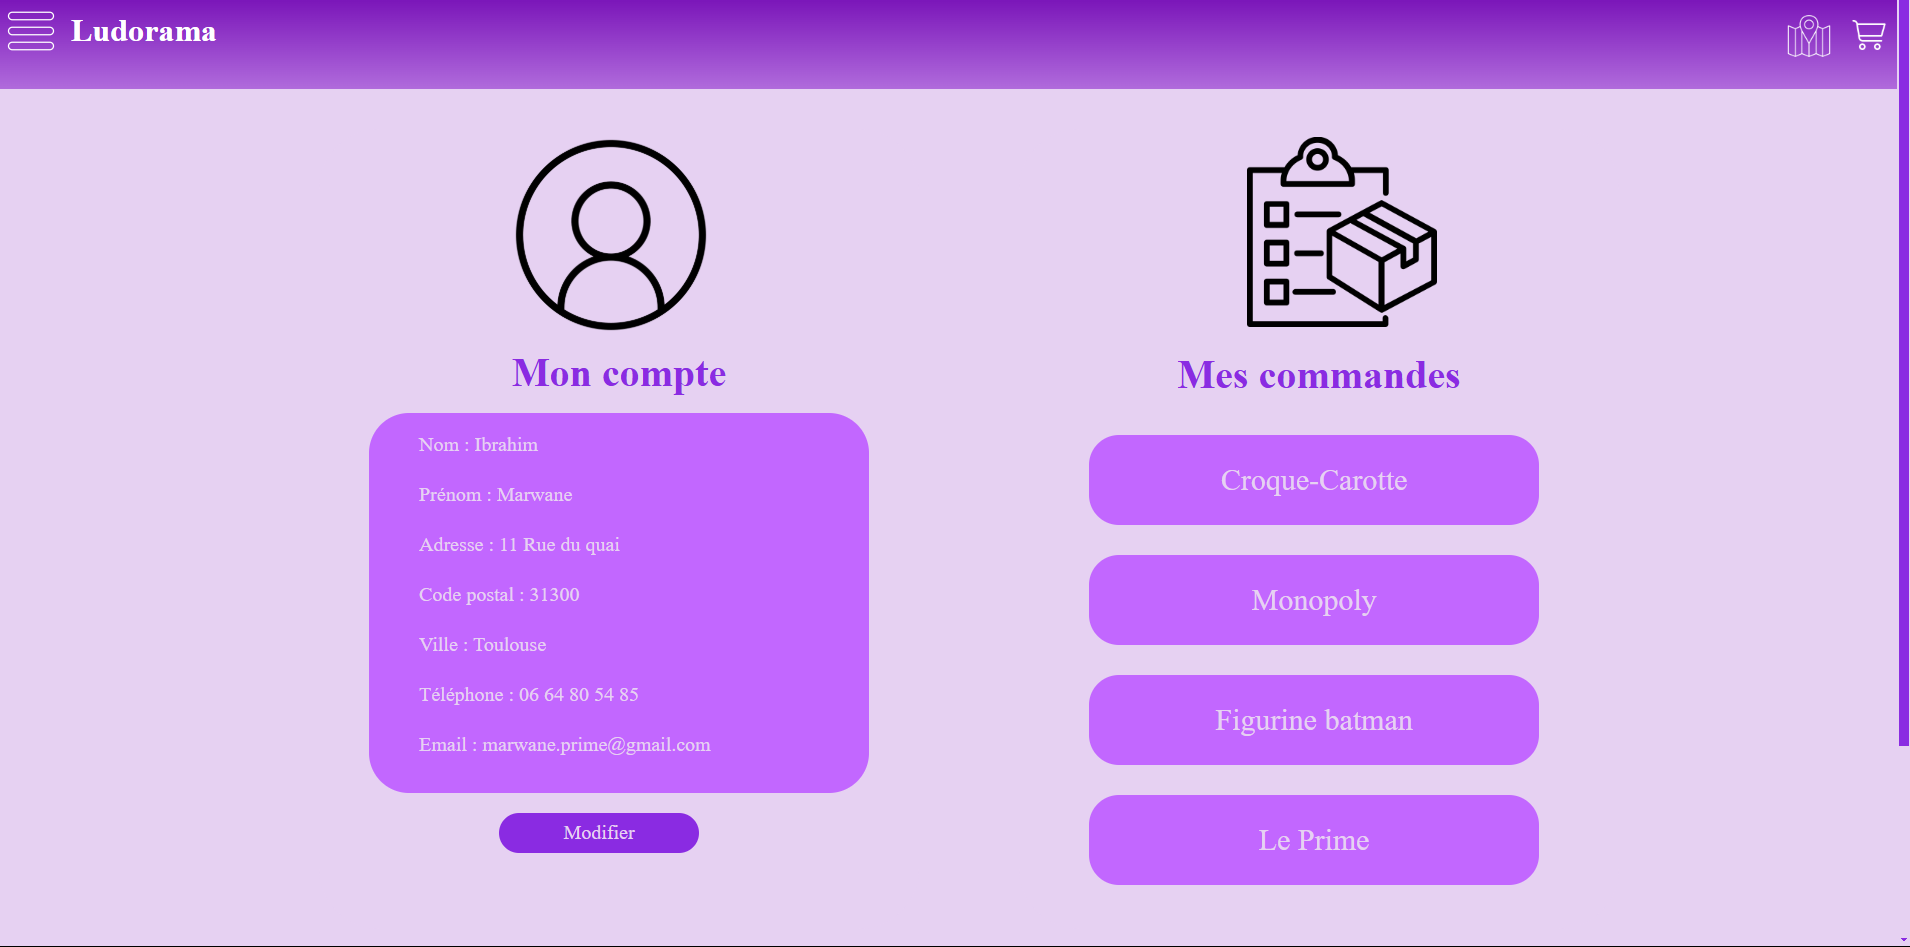 Ludorama
Mon compte
Nom : Ibrahim
Prénom : Marwane
Adresse : 11 Rue du quai
Code postal : 31300
Ville : Toulouse
Téléphone : 06 64 80 54 85
Email : marwane.prime@gmail.com
Modifier
Mes commandes
Croque-Carotte
Monopoly
Figurine batman
Le Prime